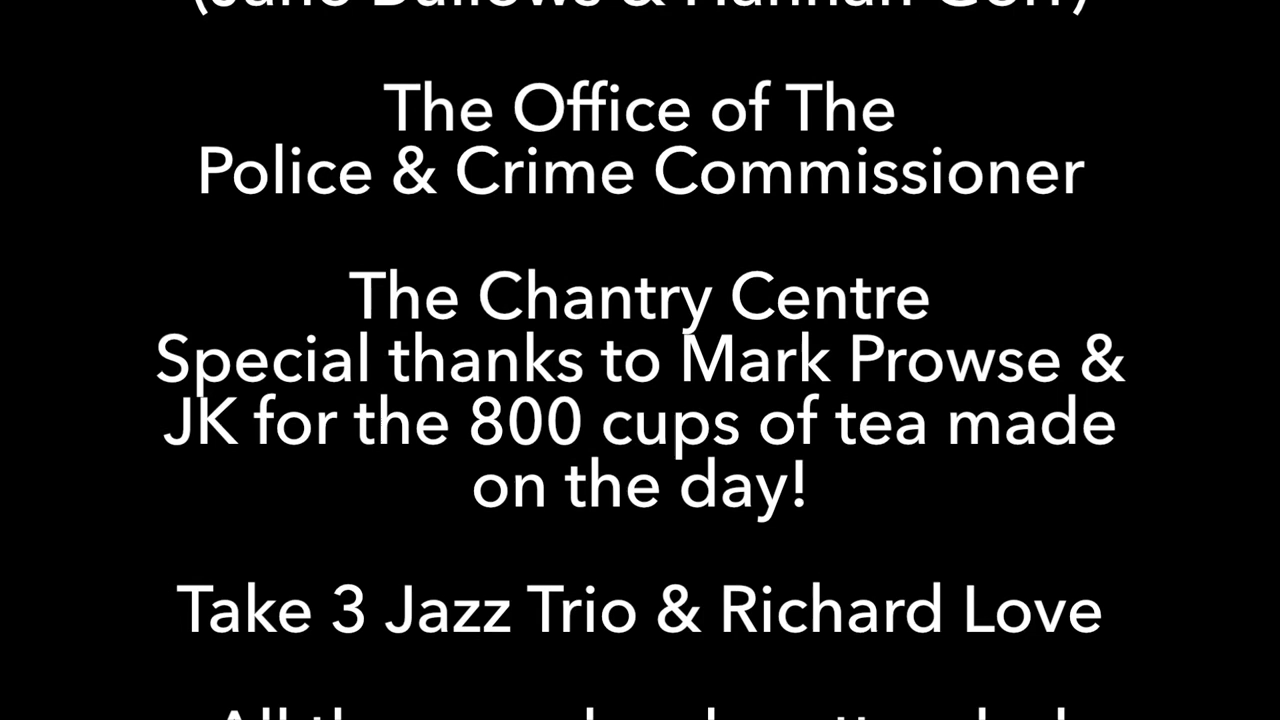 The Office of The
Police & Crime Commissioner
The Chantry Centre
Special thanks to Mark Prowse &
JK for the 800 cups of tea made
on the day!
Take 3 Jazz Trio & Richard Love